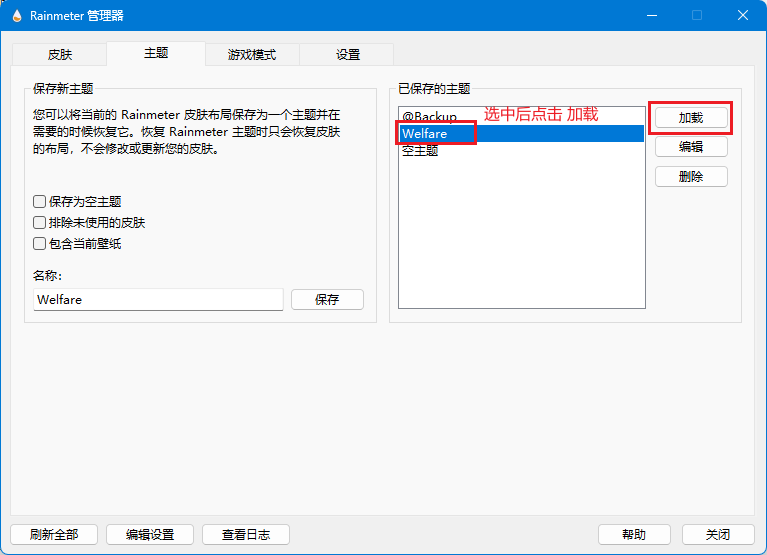 Rainmeter 管理器
皮肤
主题
游戏模式
设置
保存新主题
您可以将当前的 Rainmeter 皮肤布局保存为一个主题并在
需要的时候恢复它。恢复 Rainmeter 主题时只会恢复皮肤
的布局，不会修改或更新您的皮肤。
保存为空主题
排除未使用的皮肤
包含当前壁纸
名称:
Welfare
保存
已保存的主题
@Backup
选中后点击 加载
Welfare
空主题
加载
编辑
删除
刷新全部
编辑设置
查看日志
帮助
关闭